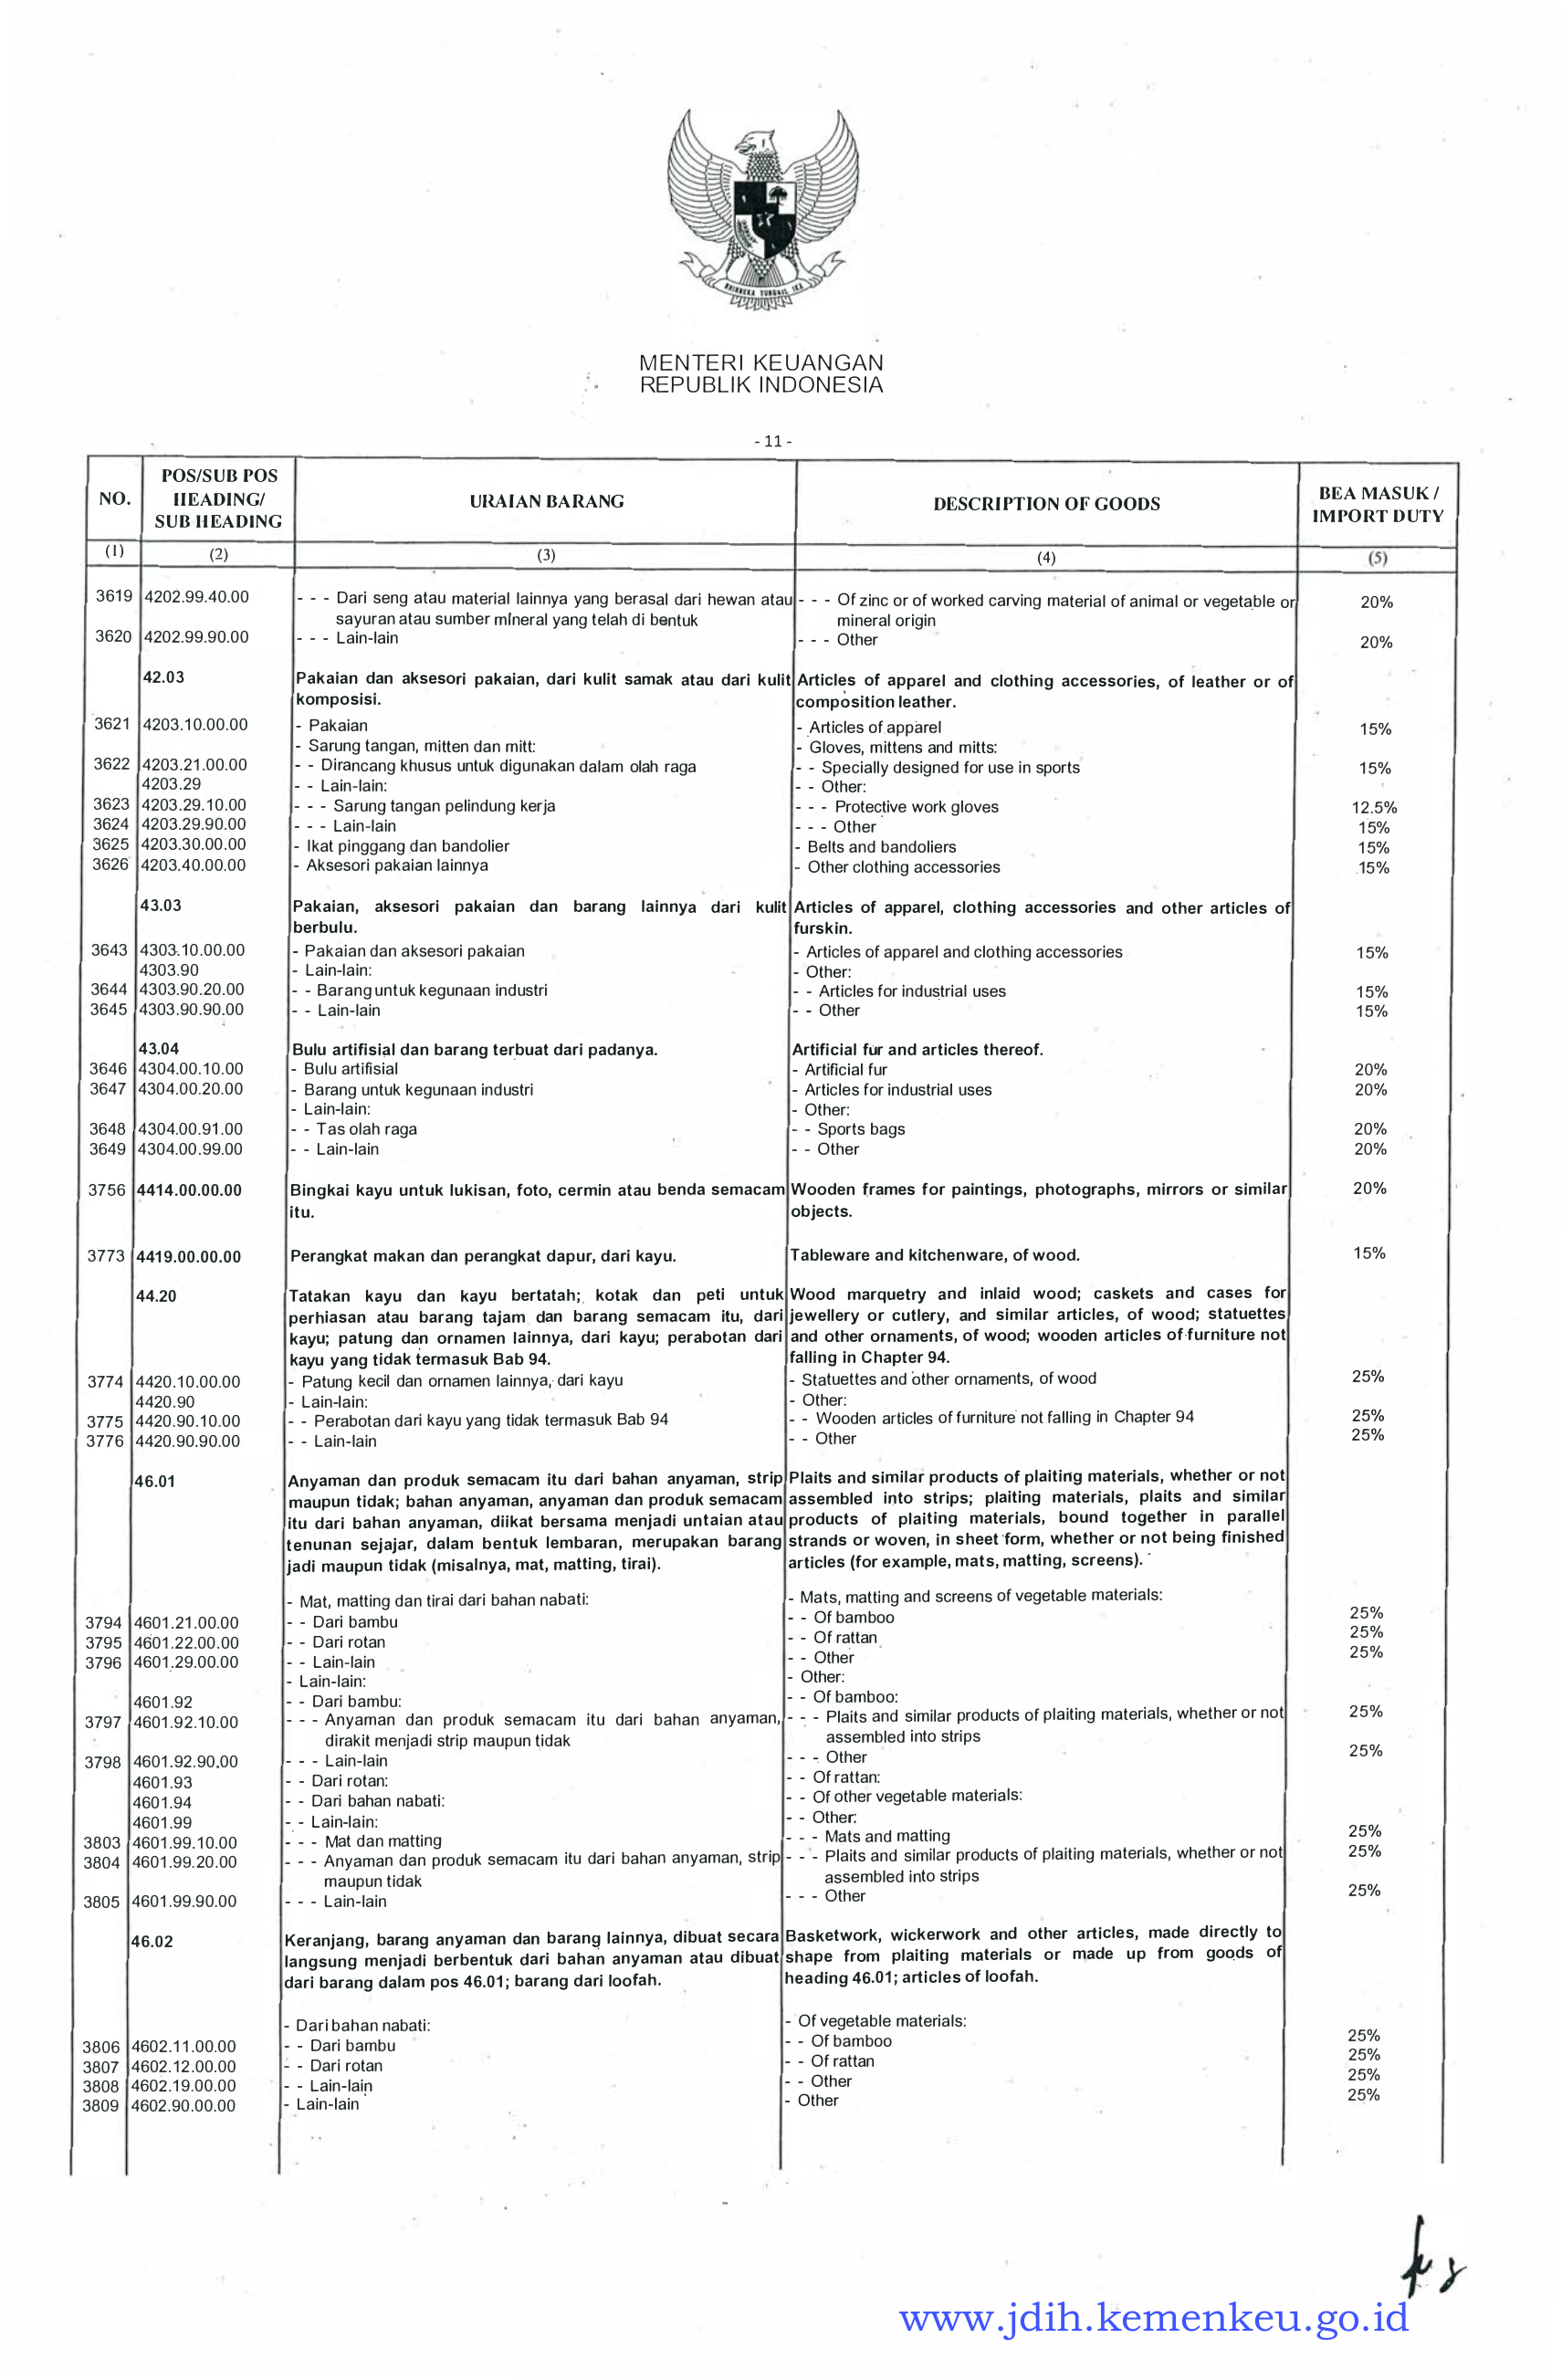 BHINNEKA TUNGGAL IKA
MENTERI KEUANGAN
REPUBLIK INDONESIA
- 11 -
NO. POS/SUB POS HEADING/ SUB HEADING URAIAN BARANG DESCRIPTION OF GOODS BEA MASUK / IMPORT DUTY
(1) (2) (3) (4) (5)
3619 4202.99.40.00 - - - Dari seng atau material lainnya yang berasal dari hewan atau - - - Of zinc or of worked carving material of animal or vegetable or 20%
sayuran atau sumber mineral yang telah di bentuk mineral origin
3620 4202.99.90.00 - - - Lain-lain - - - Other 20%
42.03 Pakaian dan aksesori pakaian, dari kulit samak atau dari kulit Articles of apparel and clothing accessories, of leather or of
komposisi. composition leather.
3621 4203.10.00.00 - Pakaian - Articles of apparel 15%
- Sarung tangan, mitten dan mitt: - Gloves, mittens and mitts:
3622 4203.21.00.00 - - Dirancang khusus untuk digunakan dalam olah raga - - Specially designed for use in sports 15%
4203.29 - - Lain-lain: - - Other:
3623 4203.29.10.00 - - - Sarung tangan pelindung kerja - - - Protective work gloves 12.5%
3624 4203.29.90.00 - - - Lain-lain - - - Other 15%
3625 4203.30.00.00 - Ikat pinggang dan bandolier - Belts and bandoliers 15%
3626 4203.40.00.00 - Aksesori pakaian lainnya - Other clothing accessories 15%
43.03 Pakaian, aksesori pakaian dan barang lainnya dari kulit Articles of apparel, clothing accessories and other articles of
berbulu. furskin.
3643 4303.10.00.00 - Pakaian dan aksesori pakaian - Articles of apparel and clothing accessories 15%
4303.90 - Lain-lain: - Other:
3644 4303.90.20.00 - - Barang untuk kegunaan industri - - Articles for industrial uses 15%
3645 4303.90.90.00 - - Lain-lain - - Other 15%
43.04 Bulu artifisial dan barang terbuat dari padanya. Artificial fur and articles thereof.
3646 4304.00.10.00 - Bulu artifisial - Artificial fur 20%
3647 4304.00.20.00 - Barang untuk kegunaan industri - Articles for industrial uses 20%
- Lain-lain: - Other:
3648 4304.00.91.00 - - Tas olah raga - - Sports bags 20%
3649 4304.00.99.00 - - Lain-lain - - Other 20%
3756 4414.00.00.00 Bingkai kayu untuk lukisan, foto, cermin atau benda semacam Wooden frames for paintings, photographs, mirrors or similar 20%
itu. objects.
3773 4419.00.00.00 Perangkat makan dan perangkat dapur, dari kayu. Tableware and kitchenware, of wood. 15%
44.20 Tatakan kayu dan kayu bertatah; kotak dan peti untuk Wood marquetry and inlaid wood; caskets and cases for
perhiasan atau barang tajam dan barang semacam itu, dari jewellery or cutlery, and similar articles, of wood; statuettes
kayu; patung dan ornamen lainnya, dari kayu; perabotan dari and other ornaments, of wood; wooden articles of furniture not
kayu yang tidak termasuk Bab 94. falling in Chapter 94.
3774 4420.10.00.00 - Patung kecil dan ornamen lainnya, dari kayu - Statuettes and other ornaments, of wood 25%
4420.90 - Lain-lain: - Other:
3775 4420.90.10.00 - - Perabotan dari kayu yang tidak termasuk Bab 94 - - Wooden articles of furniture not falling in Chapter 94 25%
3776 4420.90.90.00 - - Lain-lain - - Other 25%
46.01 Anyaman dan produk semacam itu dari bahan anyaman, strip Plaits and similar products of plaiting materials, whether or not
maupun tidak; bahan anyaman, anyaman dan produk semacam assembled into strips; plaiting materials, plaits and similar
itu dari bahan anyaman, diikat bersama menjadi untaian atau products of plaiting materials, bound together in parallel
tenunan sejajar, dalam bentuk lembaran, merupakan barang strands or woven, in sheet form, whether or not being finished
jadi maupun tidak (misalnya, mat, matting, tirai). articles (for example, mats, matting, screens).
- Mat, matting dan tirai dari bahan nabati: - Mats, matting and screens of vegetable materials:
3794 4601.21.00.00 - - Dari bambu - - Of bamboo 25%
3795 4601.22.00.00 - - Dari rotan - - Of rattan 25%
3796 4601.29.00.00 - - Lain-lain - - Other 25%
- Lain-lain: - Other:
4601.92 - - Dari bambu: - - Of bamboo:
3797 4601.92.10.00 - - - Anyaman dan produk semacam itu dari bahan anyaman, - - - Plaits and similar products of plaiting materials, whether or not 25%
dirakit menjadi strip maupun tidak assembled into strips
3798 4601.92.90.00 - - - Lain-lain - - - Other 25%
4601.93 - - Dari rotan: - - Of rattan:
4601.94 - - Dari bahan nabati: - - Of other vegetable materials:
4601.99 - - Lain-lain: - - Other:
3803 4601.99.10.00 - - - Mat dan matting - - - Mats and matting 25%
3804 4601.99.20.00 - - - Anyaman dan produk semacam itu dari bahan anyaman, strip - - - Plaits and similar products of plaiting materials, whether or not 25%
maupun tidak assembled into strips
3805 4601.99.90.00 - - - Lain-lain - - - Other 25%
46.02 Keranjang, barang anyaman dan barang lainnya, dibuat secara Basketwork, wickerwork and other articles, made directly to
langsung menjadi berbentuk dari bahan anyaman atau dibuat shape from plaiting materials or made up from goods of
dari barang dalam pos 46.01; barang dari loofah. heading 46.01; articles of loofah.
- Dari bahan nabati: - Of vegetable materials:
3806 4602.11.00.00 - - Dari bambu - - Of bamboo 25%
3807 4602.12.00.00 - - Dari rotan - - Of rattan 25%
3808 4602.19.00.00 - - Lain-lain - - Other 25%
3809 4602.90.00.00 - Lain-lain - Other 25%
www.jdih.kemenkeu.go.id